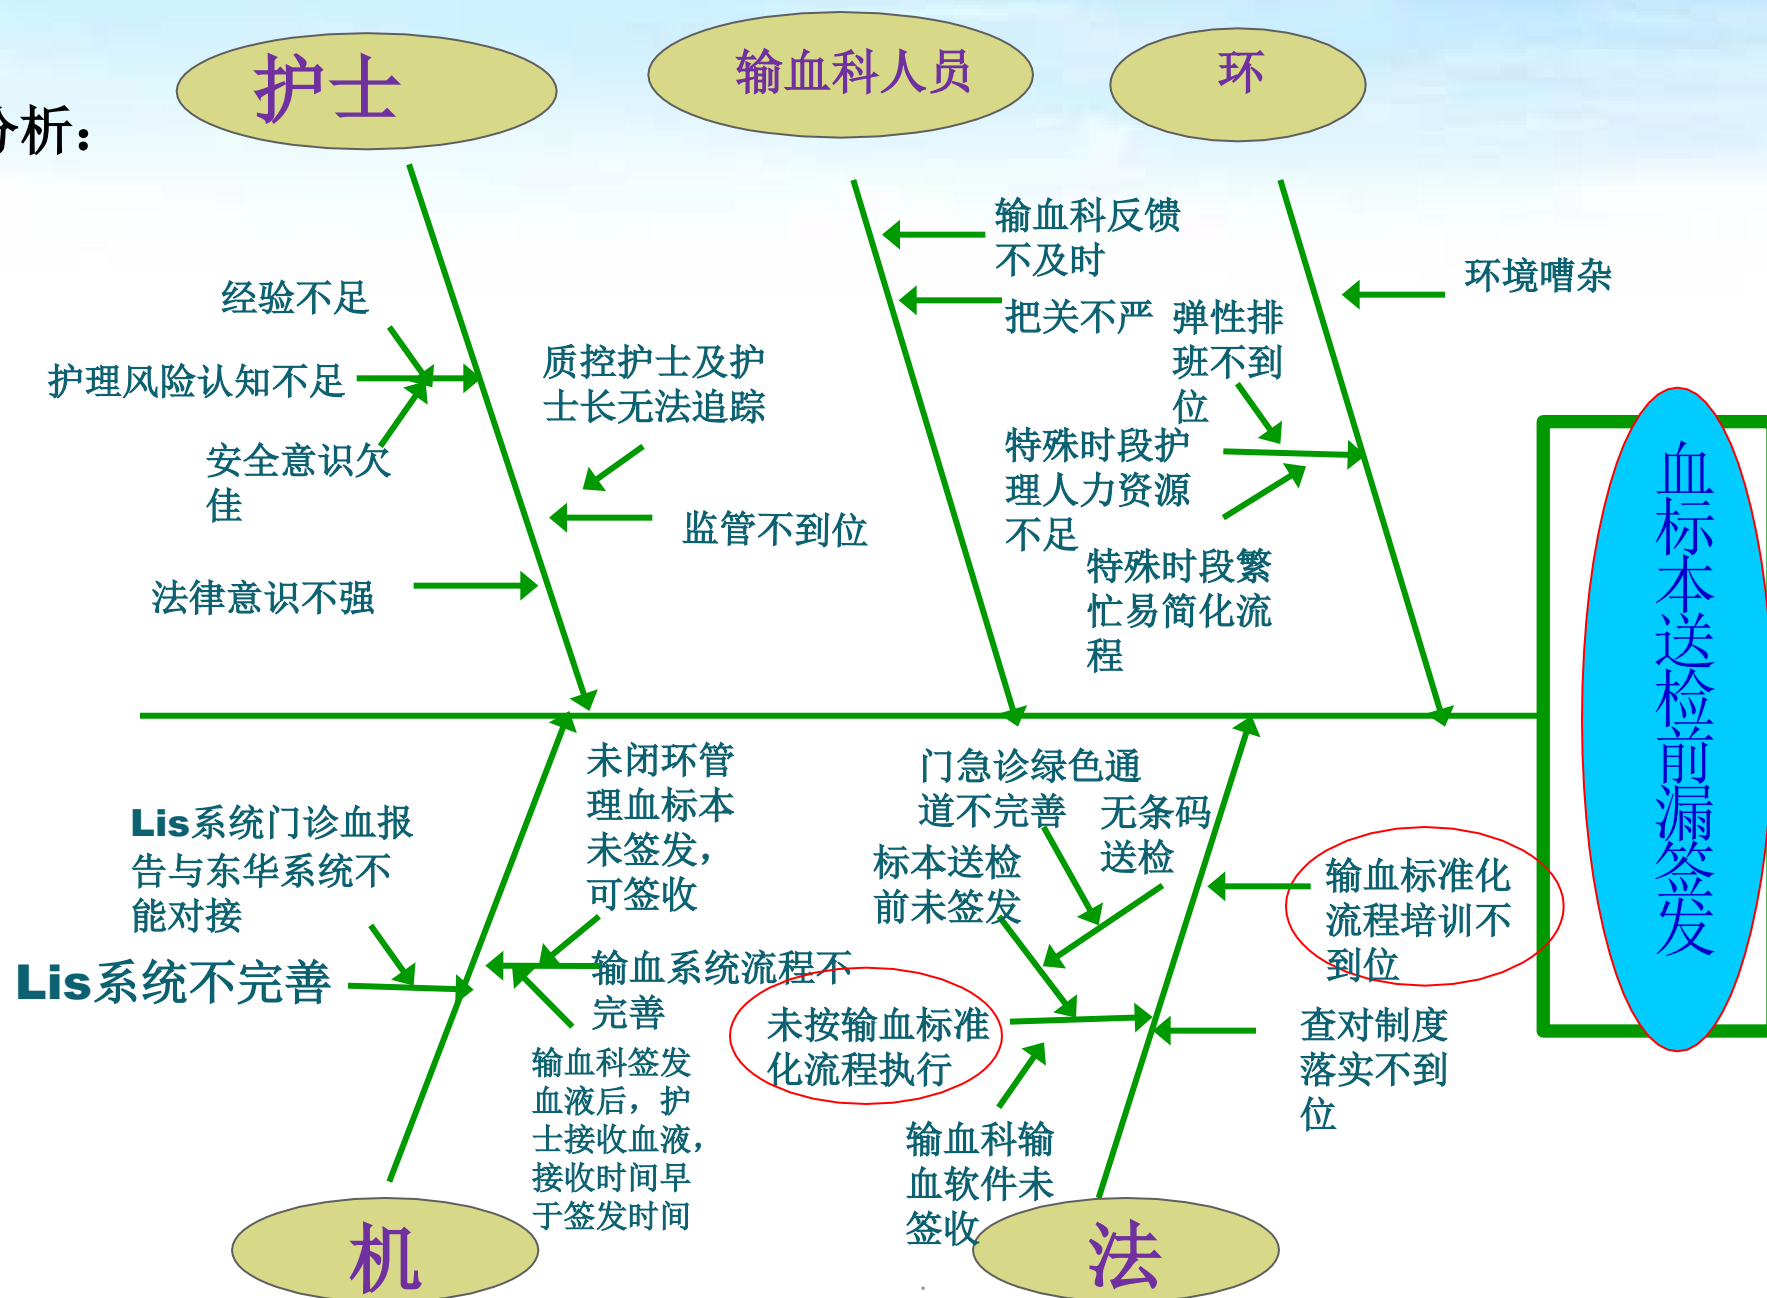 护士
输血科人员
环
分析：
输血科反馈
不及时
环境嘈杂
经验不足
把关不严
弹性排
班不到
位
护理风险认知不足
质控护士及护
士长无法追踪
安全意识欠
佳
特殊时段护
理人力资源
不足
监管不到位
特殊时段繁
忙易简化流
程
法律意识不强
血标本送检前漏签发
未闭环管
理血标本
未签发，
可签收
门急诊绿色通
道不完善
无条码
送检
Lis系统门诊血报
告与东华系统不
能对接
标本送检
前未签发
输血标准化
流程培训不
到位
Lis系统不完善
输血系统流程不
完善
未按输血标准
化流程执行
查对制度
落实不到
位
输血科签发
血液后，护
士接收血液，
接收时间早
于签发时间
输血科输
血软件未
签收
机
法